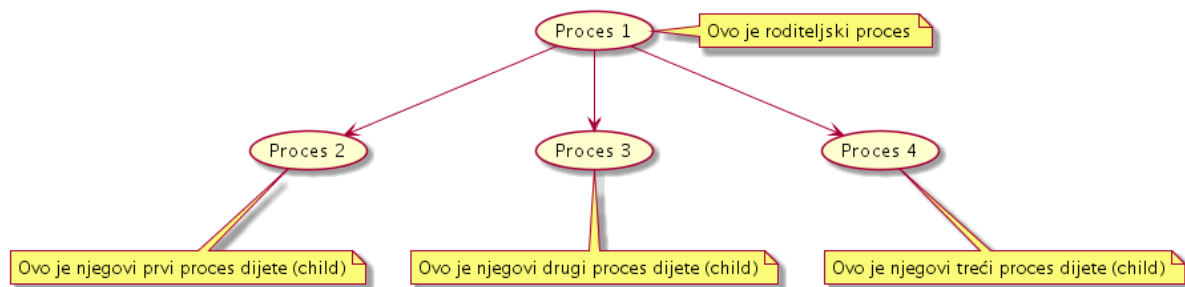 Proces 1
Ovo je roditeljski proces
Proces 2
Proces 3
Proces 4
Ovo je njegovi prvi proces dijete (child)
Ovo je njegovi drugi proces dijete (child)
Ovo je njegovi treći proces dijete (child)